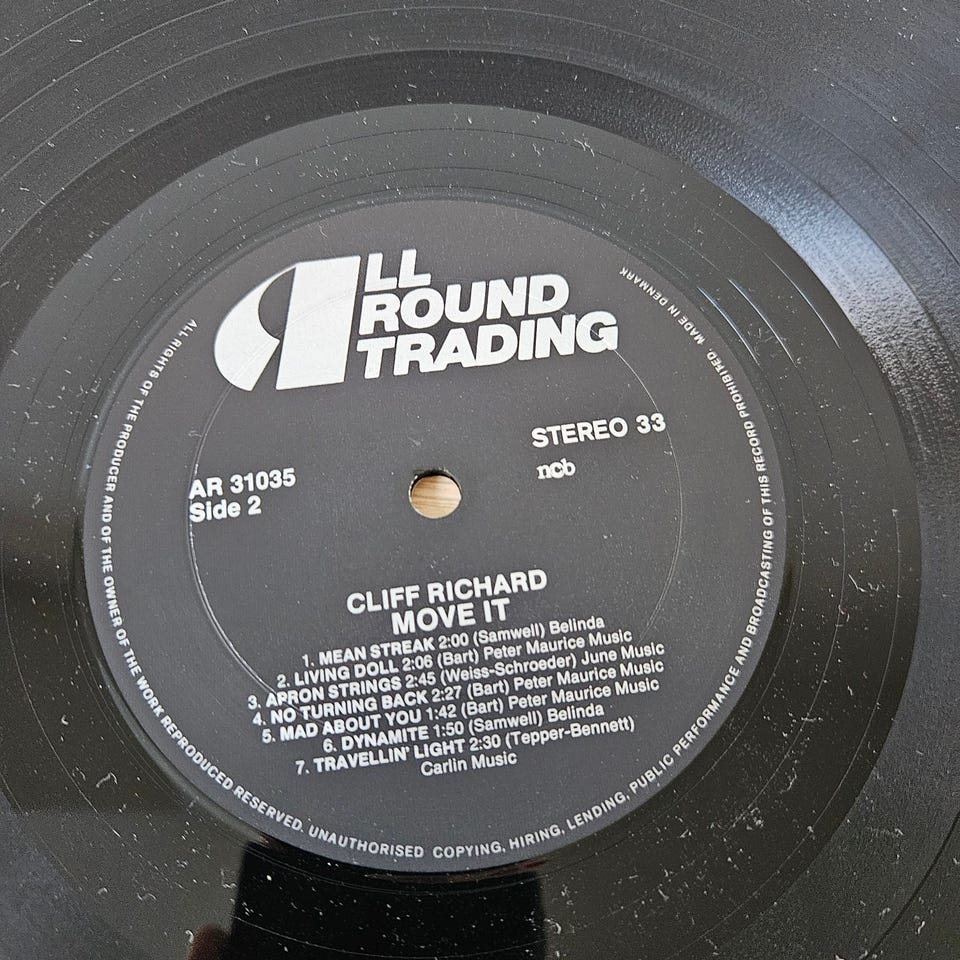 ALL
ROUND
TRADING
STEREO 33
ncb
AR 31035
Side 2
CLIFF RICHARD
MOVE IT
1. MEAN STREAK 2:00 (Samwell) Belinda
2. LIVING DOLL 2:06 (Bart) Peter Maurice Music
3. APRON STRINGS 2:45 (Weiss-Schroeder) June Music
4. NO TURNING BACK 2:27 (Bart) Peter Maurice Music
5. MAD ABOUT YOU 1:42 (Bart) Peter Maurice Music
6. DYNAMITE 1:50 (Samwell) Belinda
7. TRAVELLIN' LIGHT 2:30 (Tepper-Bennett)
Carlin Music
ALL RIGHTS OF THE PRODUCER AND OF THE OWNER OF THE WORK REPRODUCED RESERVED. UNAUTHORISED COPYING, HIRING, LENDING, PUBLIC PERFORMANCE AND BROADCASTING OF THIS RECORD PROHIBITED. MADE IN DENMARK